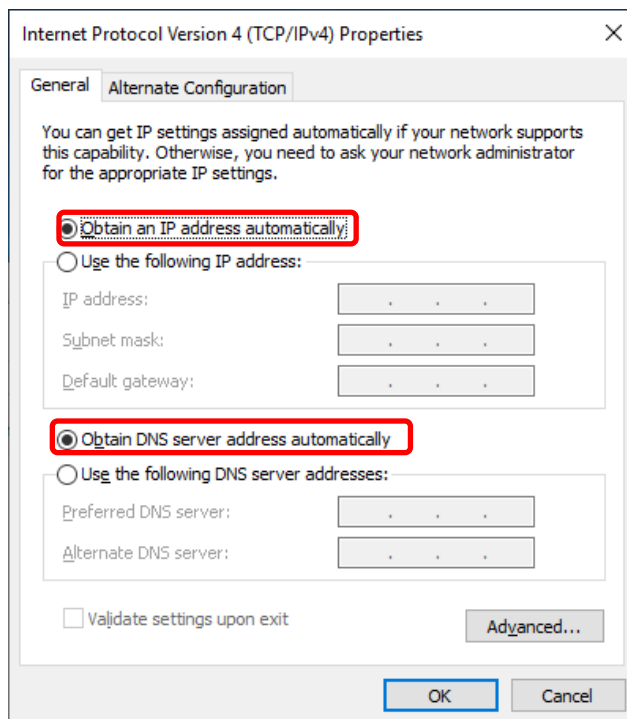 Internet Protocol Version 4 (TCP/IPv4) Properties
General
Alternate Configuration
You can get IP settings assigned automatically if your network supports
this capability. Otherwise, you need to ask your network administrator
for the appropriate IP settings.
Obtain an IP address automatically
Use the following IP address:
IP address:
Subnet mask:
Default gateway:
Obtain DNS server address automatically
Use the following DNS server addresses:
Preferred DNS server:
Alternate DNS server:
Validate settings upon exit
Advanced...
OK
Cancel